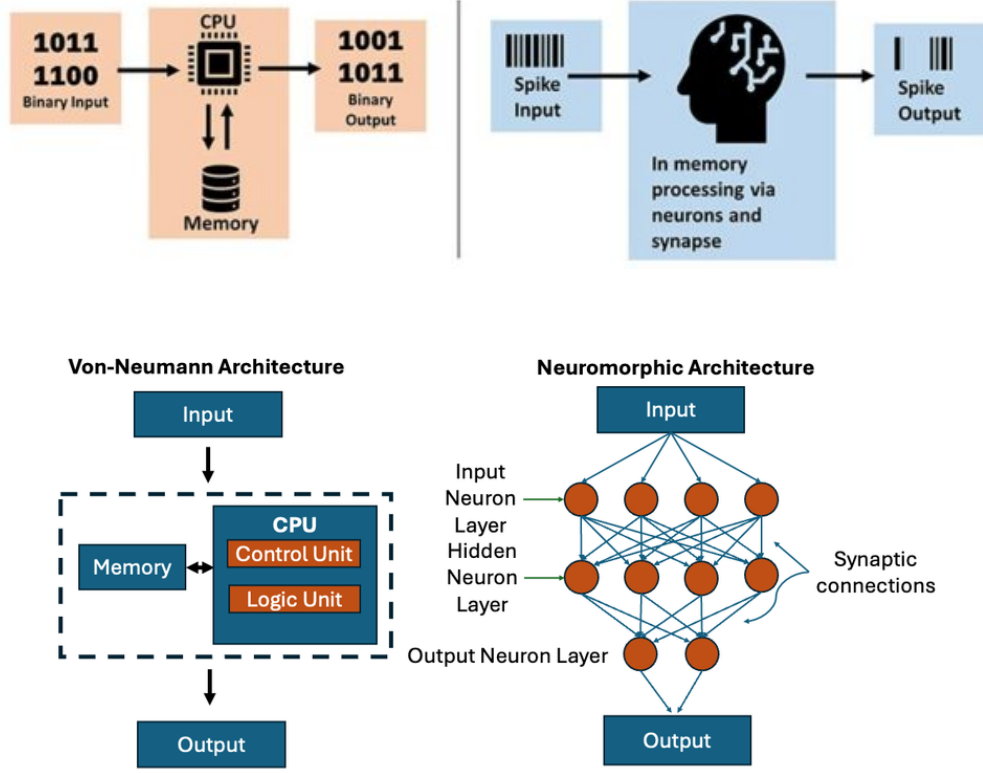 1011
1100
Binary Input
CPU
Memory
1001
1011
Binary
Output
Spike
Input
In memory
processing via
neurons and
synapse
Spike
Output
Von-Neumann Architecture
Input
Memory
CPU
Control Unit
Logic Unit
Output
Neuromorphic Architecture
Input
Input
Neuron
Layer
Hidden
Neuron
Layer
Synaptic
connections
Output Neuron Layer
Output